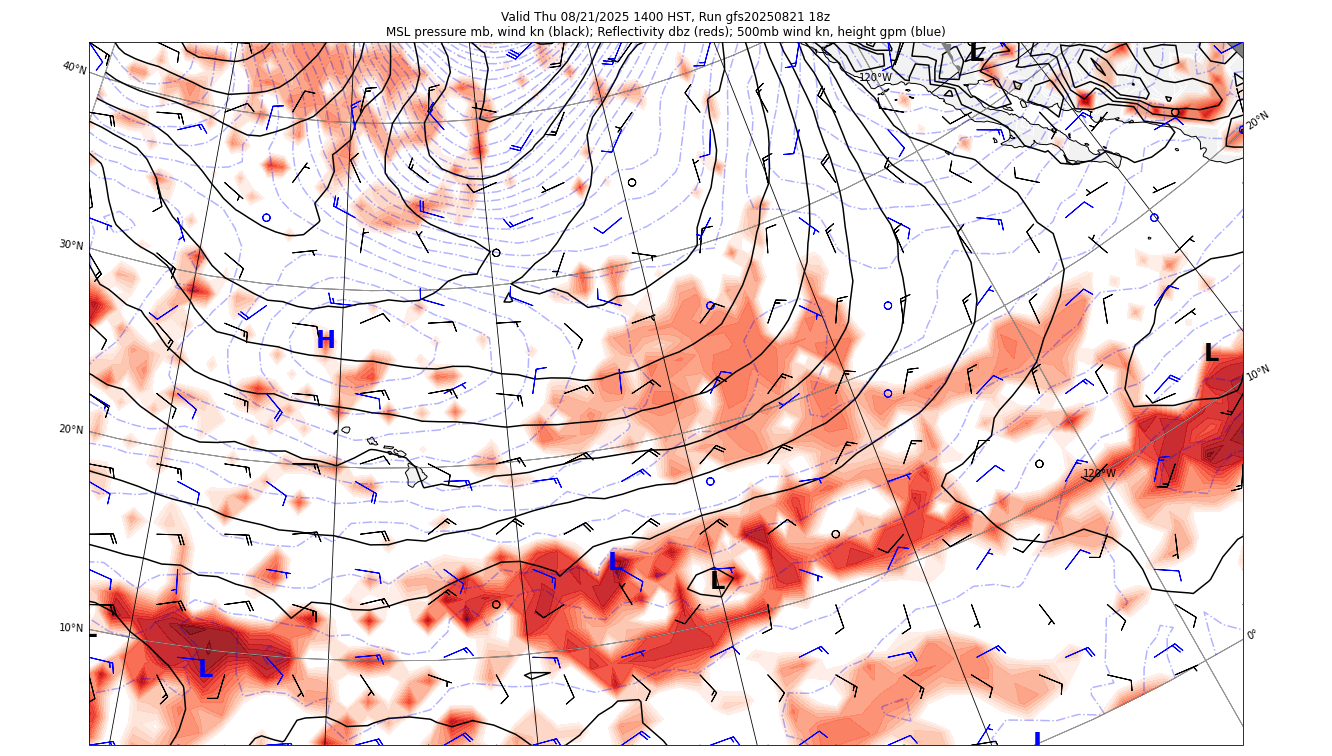 Valid Thu 08/21/2025 1400 HST, Run gfs20250821 18z
MSL pressure mb, wind kn (black); Reflectivity dbz (reds); 500mb wind kn, height gpm (blue)
L
40°N
120°W
20°N
30°N
H
L
10°N
20°N
120°W
L
L
10°N
0°
L
L